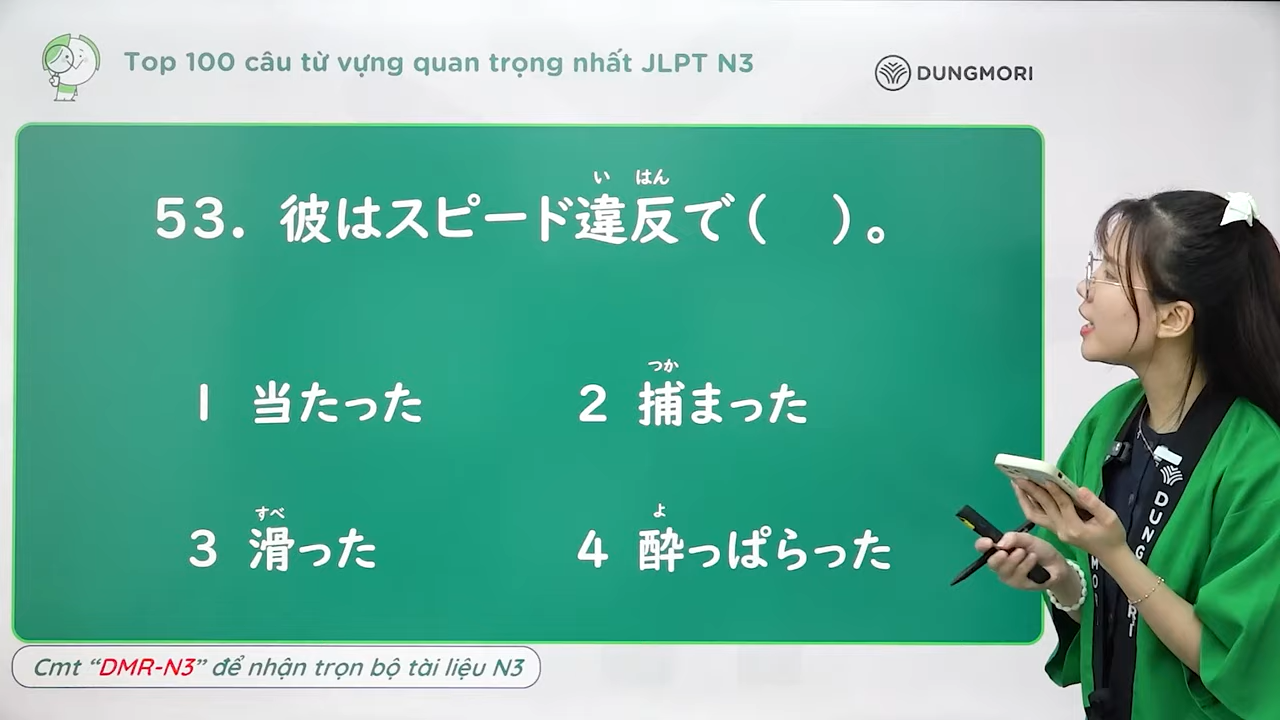 Top 100 câu từ vựng quan trọng nhất JLPT N3
DUNGMORI
い はん
53. 彼はスピード違反で( )。
1 当たった
つか
2 捕まった
すべ
3 滑った
よ
4 酔っぱらった
Cmt “DMR-N3” để nhận trọn bộ tài liệu N3